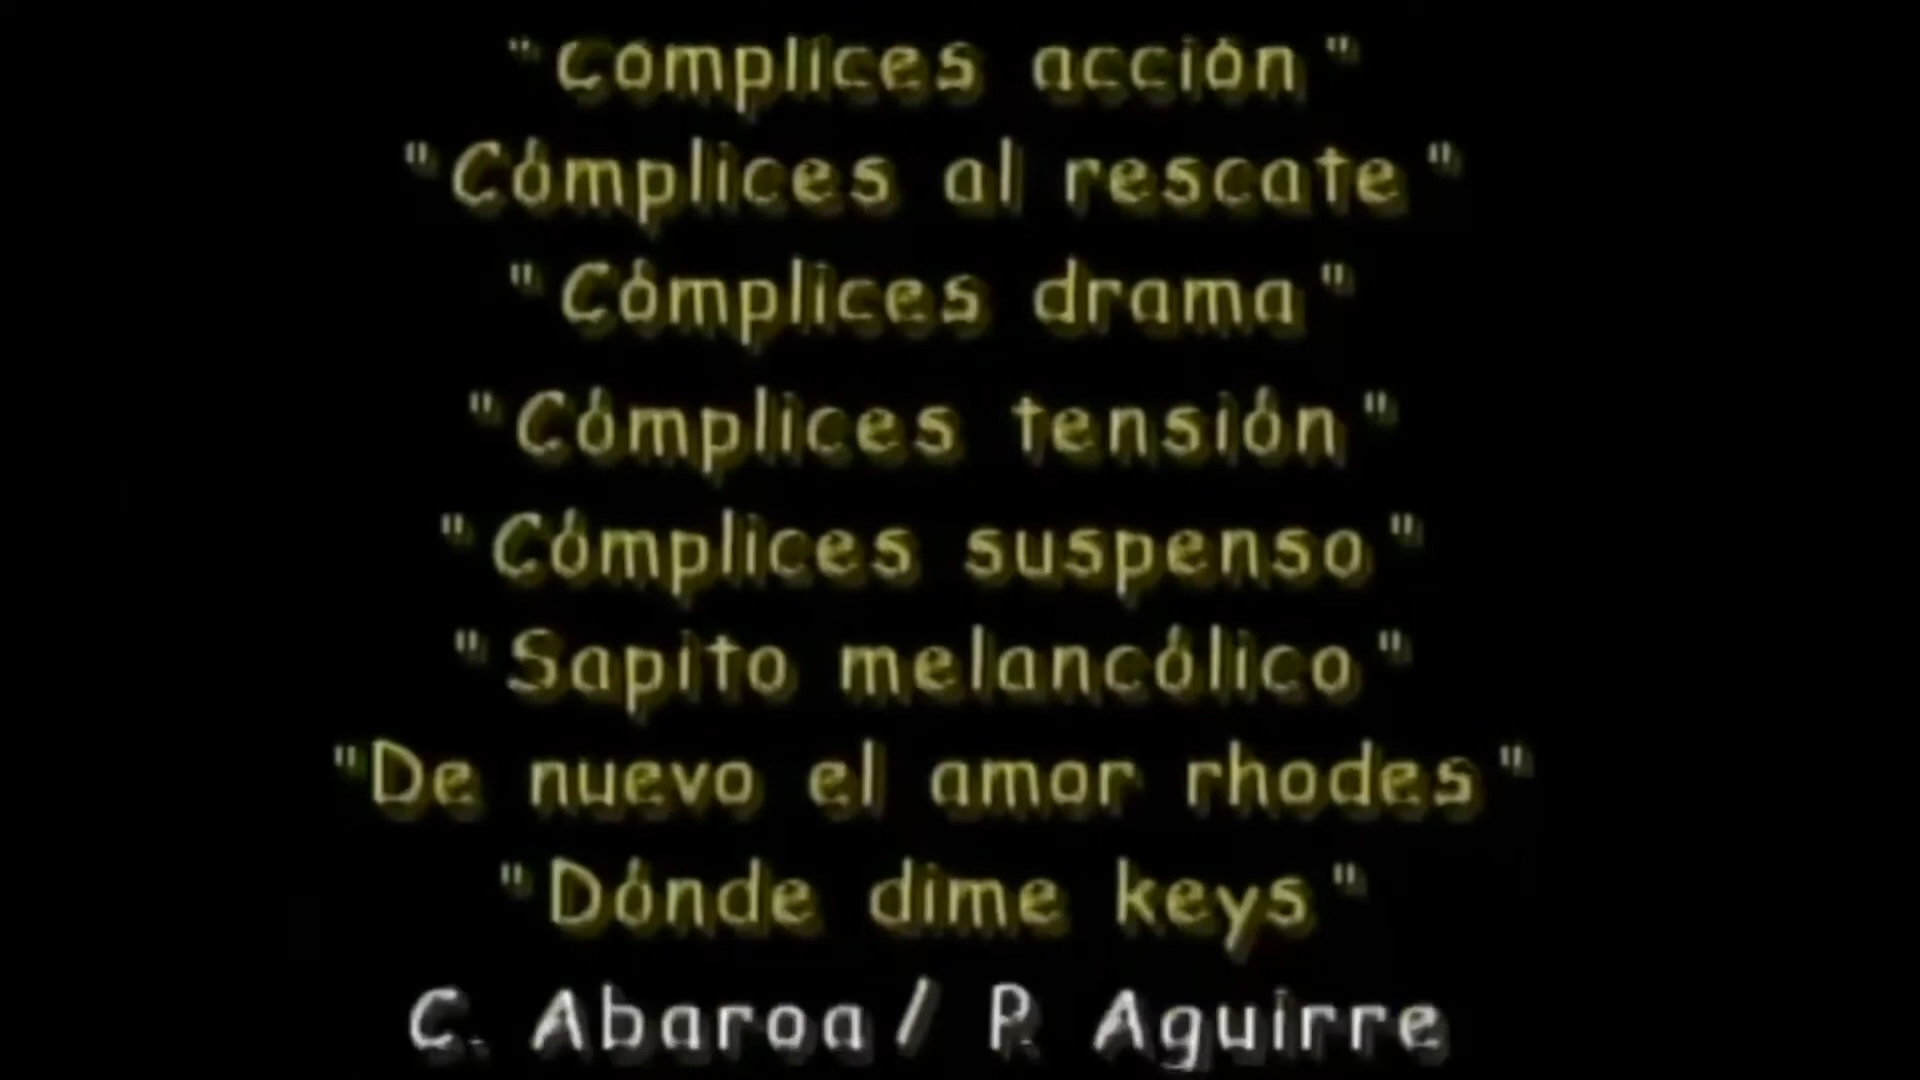 "Cómplices acción"
"Cómplices al rescate"
"Cómplices drama"
"Cómplices tensión"
"Cómplices suspenso"
"Sapito melancólico"
"De nuevo el amor rhodes"
"Dónde dime keys"
C. Abaroa/ P. Aguirre